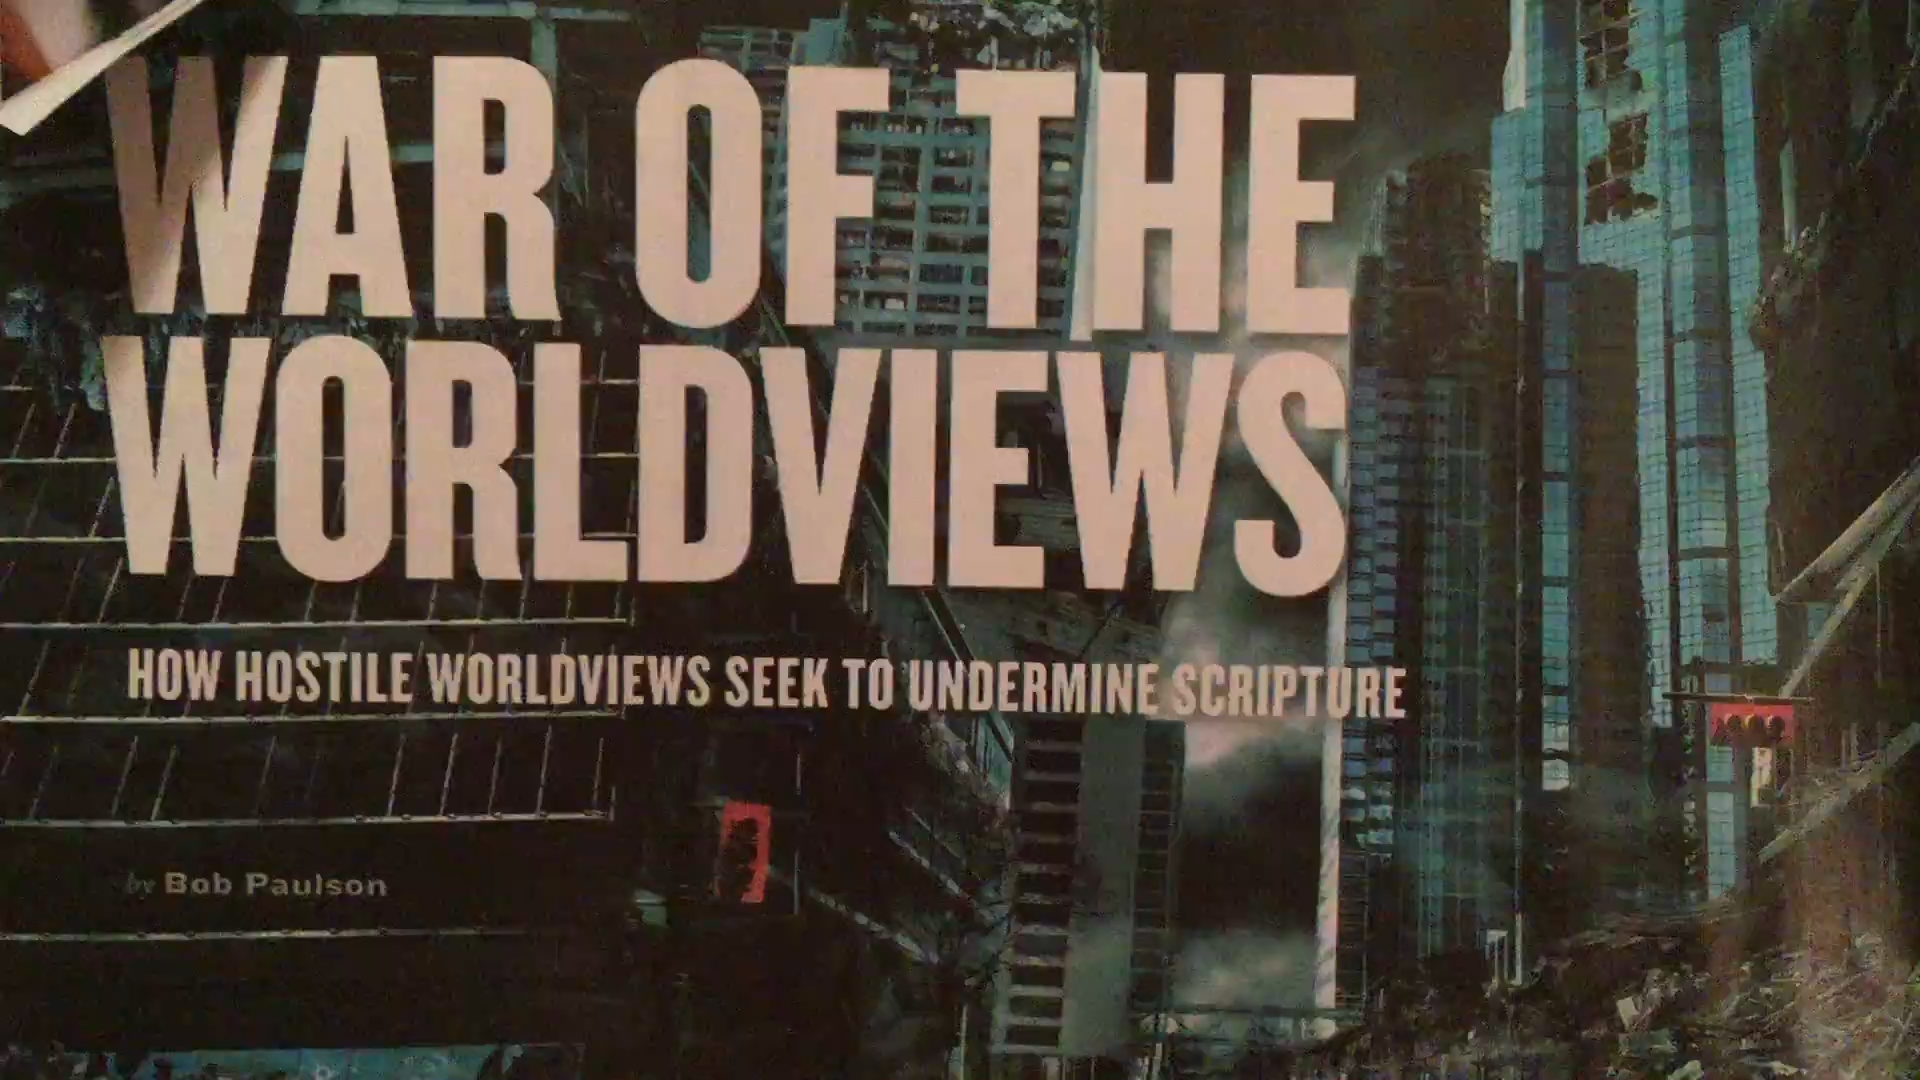 WAR OF THE
WORLDVIEWS
HOW HOSTILE WORLDVIEWS SEEK TO UNDERMINE SCRIPTURE
by Bob Paulson